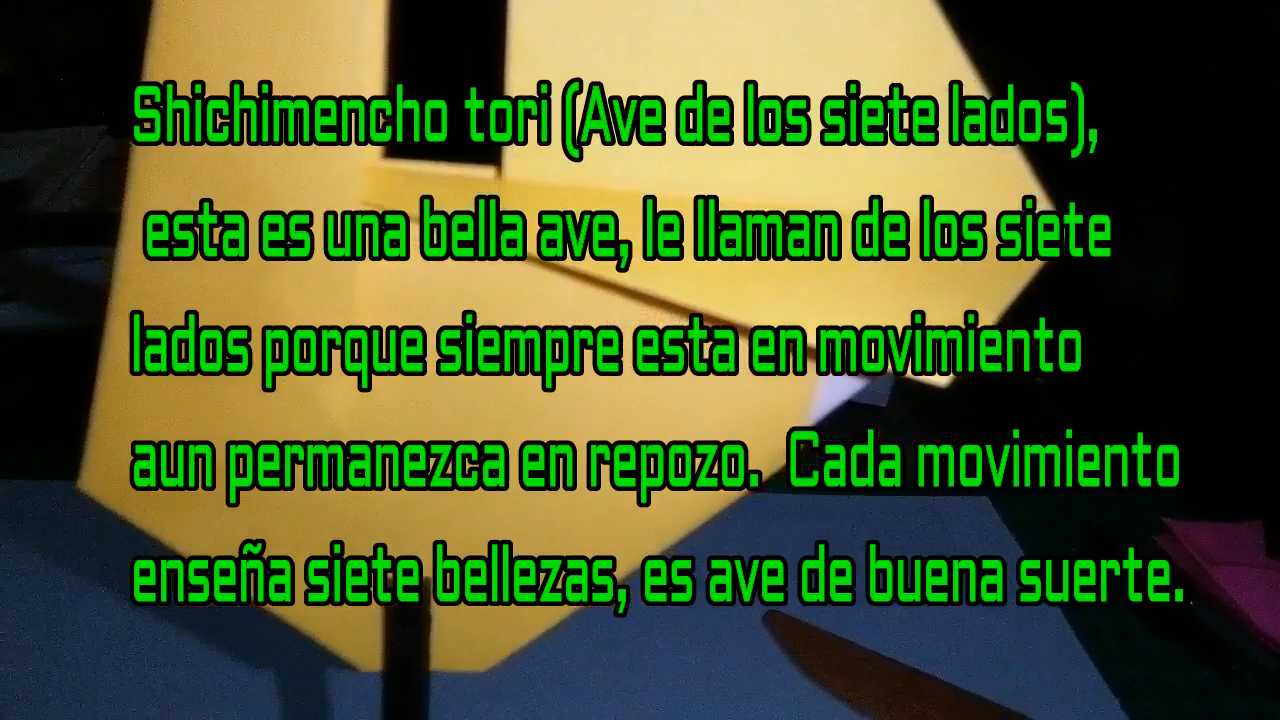 Shichimencho tori (Ave de los siete lados),
esta es una bella ave, le llaman de los siete
lados porque siempre esta en movimiento
aun permanezca en repozo. Cada movimiento
enseña siete bellezas, es ave de buena suerte.